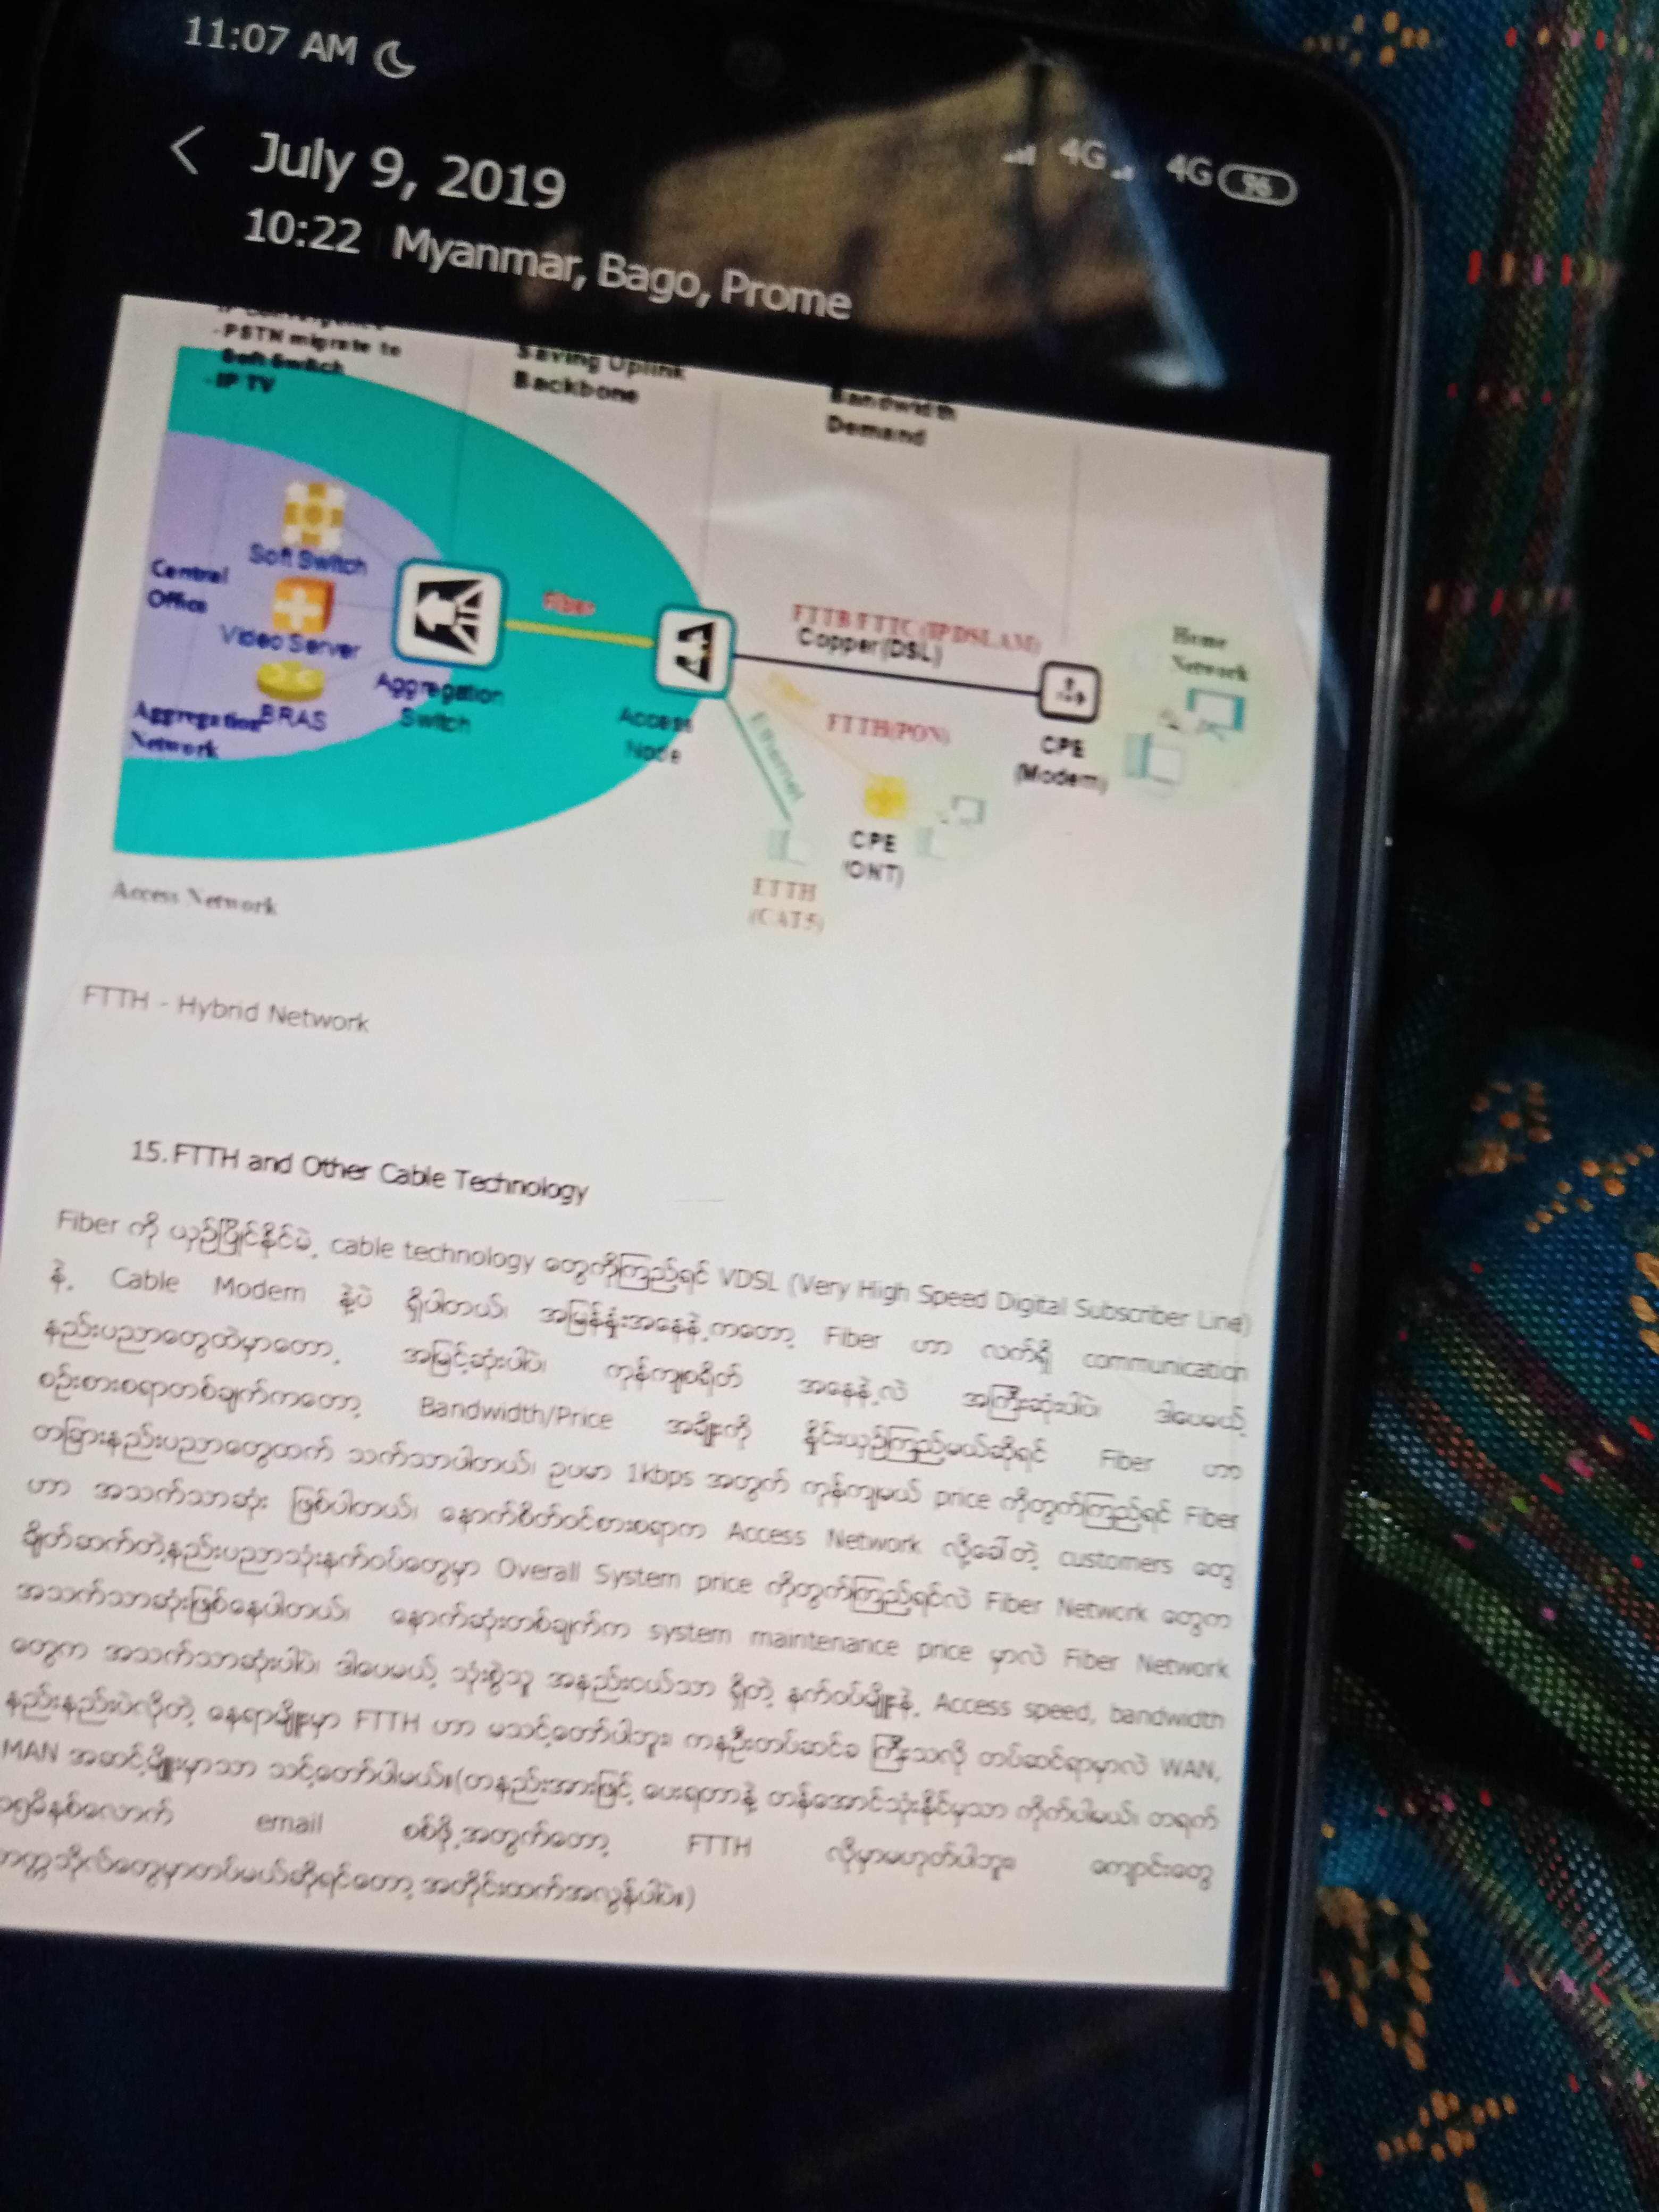 11:07 AM
4G 4G 96
July 9, 2019
10:22 Myanmar, Bago, Prome
-PSTN migrate to
Soft Switch
-IP TV
Saving Uplink
Backbone
Bandwidth
Demand
Soft Switch
Central
Office
Video Server
BRAS
Aggregation
Network
Aggregation
Switch
Fiber
Access
Node
FTTB/FTTC (IPDSLAM)
Copper (DSL)
Fiber
FTTH(PON)
Ethernet
Home
Network
CPE
(Modem)
CPE
(ONT)
ETTH
(CAT5)
Access Network
FTTH - Hybrid Network
15. FTTH and Other Cable Technology
Fiber ကို ယှဉ်ပြိုင်နိုင်မဲ့ cable technology တွေကိုကြည့်ရင် VDSL (Very High Speed Digital Subscriber Line)
နဲ့ Cable Modem နဲ့ပဲ ရှိပါတယ်၊ အမြန်နှုံးအနေနဲ့ကတော့ Fiber ဟာ လက်ရှိ communication
နည်းပညာတွေထဲမှာတော့ အမြင့်ဆုံးပါပဲ၊ ကုန်ကျစရိတ် အနေနဲ့လဲ အကြီးဆုံးပါပဲ၊ ဒါပေမယ့်
စဉ်းစားစရာတစ်ချက်ကတော့ Bandwidth/Price အချိုးကို နှိုင်းယှဉ်ကြည့်မယ်ဆိုရင် Fiber ဟာ
တခြားနည်းပညာတွေထက် သက်သာပါတယ်၊ ဥပမာ 1kbps အတွက် ကုန်ကျမယ် price ကိုတွက်ကြည့်ရင် Fiber
ဟာ အသက်သာဆုံး ဖြစ်ပါတယ်၊ နောက်စိတ်ဝင်စားစရာက Access Network လို့ခေါ်တဲ့ customers တွေ
ချိတ်ဆက်တဲ့နည်းပညာသုံးနက်ဝပ်တွေမှာ Overall System price ကိုတွက်ကြည့်ရင်လဲ Fiber Network တွေက
အသက်သာဆုံးဖြစ်နေပါတယ်၊ နောက်ဆုံးတစ်ချက်က system maintenance price မှာလဲ Fiber Network
တွေက အသက်သာဆုံးပါပဲ၊ ဒါပေမယ့် သုံးစွဲသူ အနည်းငယ်သာ ရှိတဲ့ နက်ဝပ်မျိုးနဲ့ Access speed, bandwidth
နည်းနည်းပဲလိုတဲ့ နေရာမျိုးမှာ FTTH ဟာ မသင့်တော်ပါဘူး၊ ကနဦးတပ်ဆင်ခ ကြီးသလို တပ်ဆင်ရာမှာလဲ WAN,
MAN အဆင့်မျိုးမှာသာ သင့်တော်ပါမယ်။(တနည်းအားဖြင့် ပေးရတာနဲ့ တန်အောင်သုံးနိုင်မှသာ ကိုက်ပါမယ်၊ တရက်
၁၅မိနစ်လောက် email စစ်ဖို့အတွက်တော့ FTTH လိုမှာမဟုတ်ပါဘူး၊ ကျောင်းတွေ
တက္ကသိုလ်တွေမှာတပ်မယ်ဆိုရင်တော့ အတိုင်းထက်အလွန်ပါပဲ။)